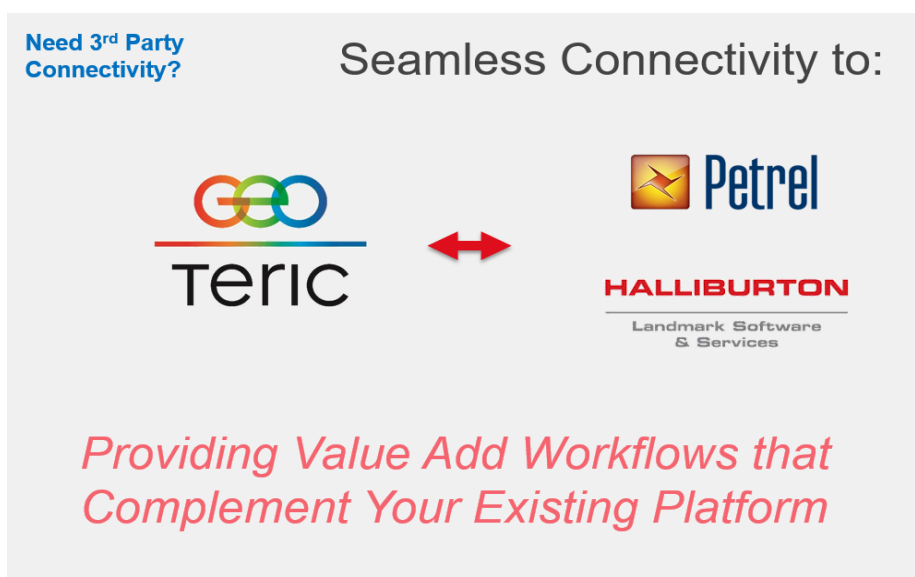 Need 3rd Party
Connectivity?
Seamless Connectivity to:
GEO
TERIC
Petrel
HALLIBURTON
Landmark Software
& Services
Providing Value Add Workflows that
Complement Your Existing Platform